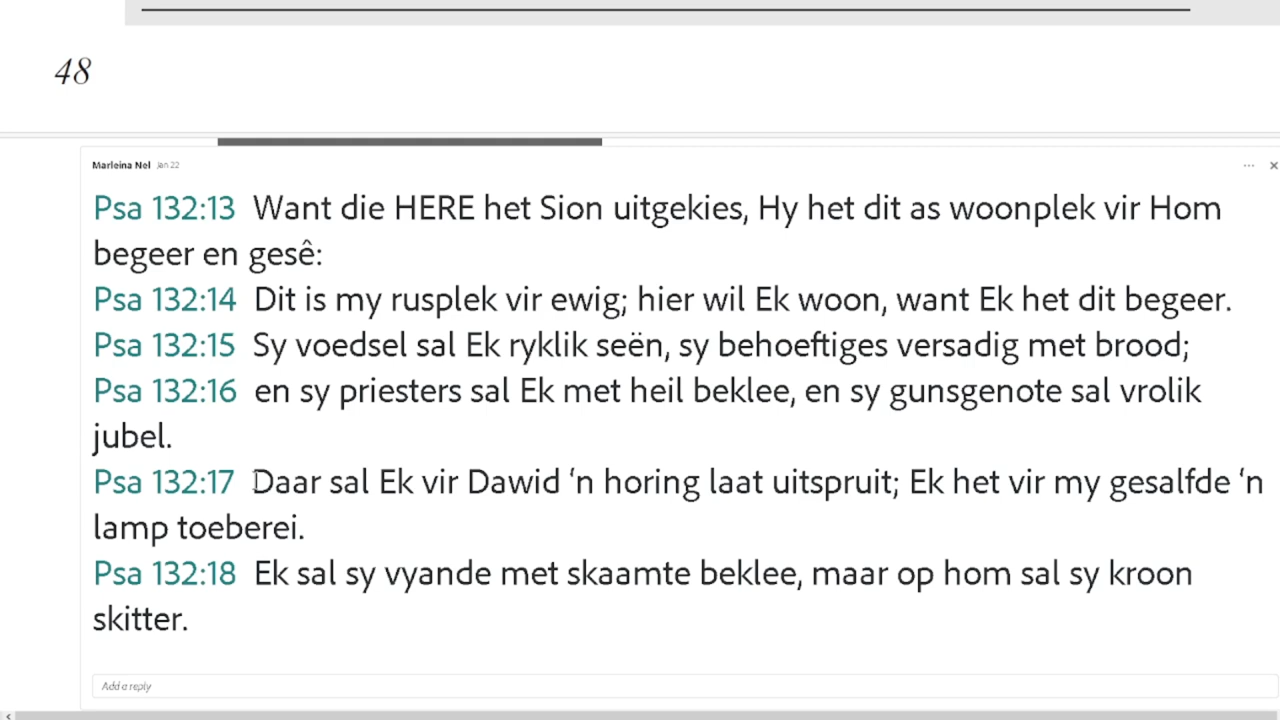 48
Marleina Nel Jan 22
Psa 132:13 Want die HERE het Sion uitgekies, Hy het dit as woonplek vir Hom
begeer en gesê:
Psa 132:14 Dit is my rusplek vir ewig; hier wil Ek woon, want Ek het dit begeer.
Psa 132:15 Sy voedsel sal Ek ryklik seën, sy behoeftiges versadig met brood;
Psa 132:16 en sy priesters sal Ek met heil beklee, en sy gunsgenote sal vrolik
jubel.
Psa 132:17 Daar sal Ek vir Dawid ‘n horing laat uitspruit; Ek het vir my gesalfde ‘n
lamp toeberei.
Psa 132:18 Ek sal sy vyande met skaamte beklee, maar op hom sal sy kroon
skitter.
Add a reply